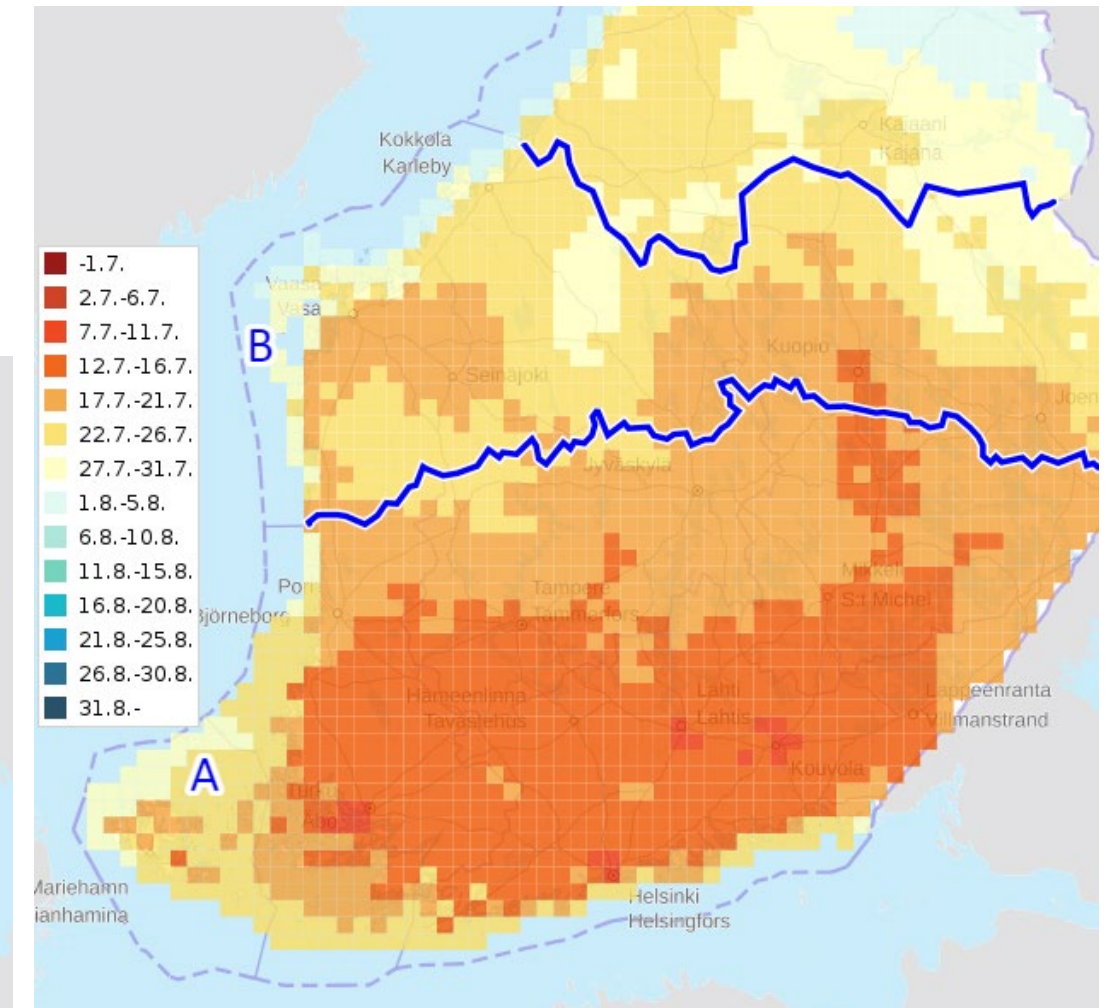 Kokkola
Karleby
Kajaani
Kajana
-1.7.
2.7.-6.7.
7.7.-11.7.
12.7.-16.7.
17.7.-21.7.
22.7.-26.7.
27.7.-31.7.
1.8.-5.8.
6.8.-10.8.
11.8.-15.8.
16.8.-20.8.
21.8.-25.8.
26.8.-30.8.
31.8.-
Vaasa
Vasa
B
Seinäjoki
Kuopio
Joen
Jyväskylä
Mikkeli
S:t Michel
Pori
Björneborg
Tampere
Tammerfors
Hämeenlinna
Tavastehus
Lahti
Lahtis
Lappeenranta
Villmanstrand
Kouvola
A
Turku
Åbo
Mariehamn
ianhamina
Helsinki
Helsingfors